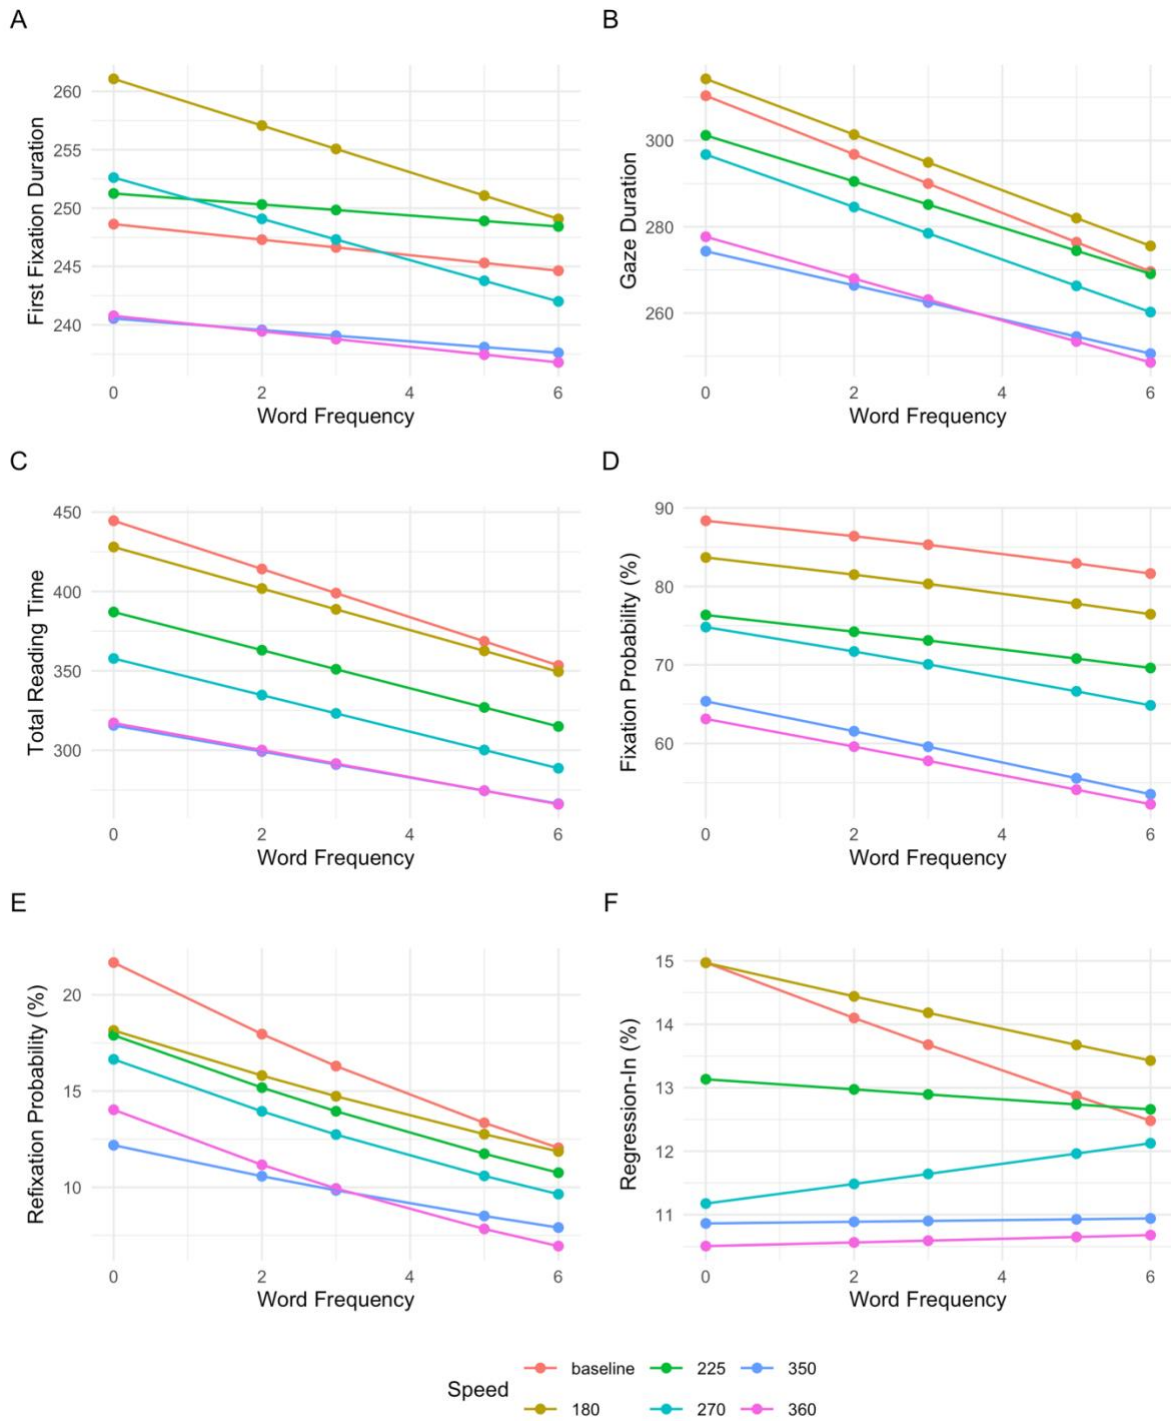 A
B
First Fixation Duration
260
255
250
245
240
0 2 4 6
Word Frequency
Gaze Duration
300
280
260
0 2 4 6
Word Frequency
C
D
Total Reading Time
450
400
350
300
0 2 4 6
Word Frequency
Fixation Probability (%)
90
80
70
60
0 2 4 6
Word Frequency
E
F
Refixation Probability (%)
20
15
10
0 2 4 6
Word Frequency
Regression-In (%)
15
14
13
12
11
0 2 4 6
Word Frequency
Speed
baseline 225 350
180 270 360